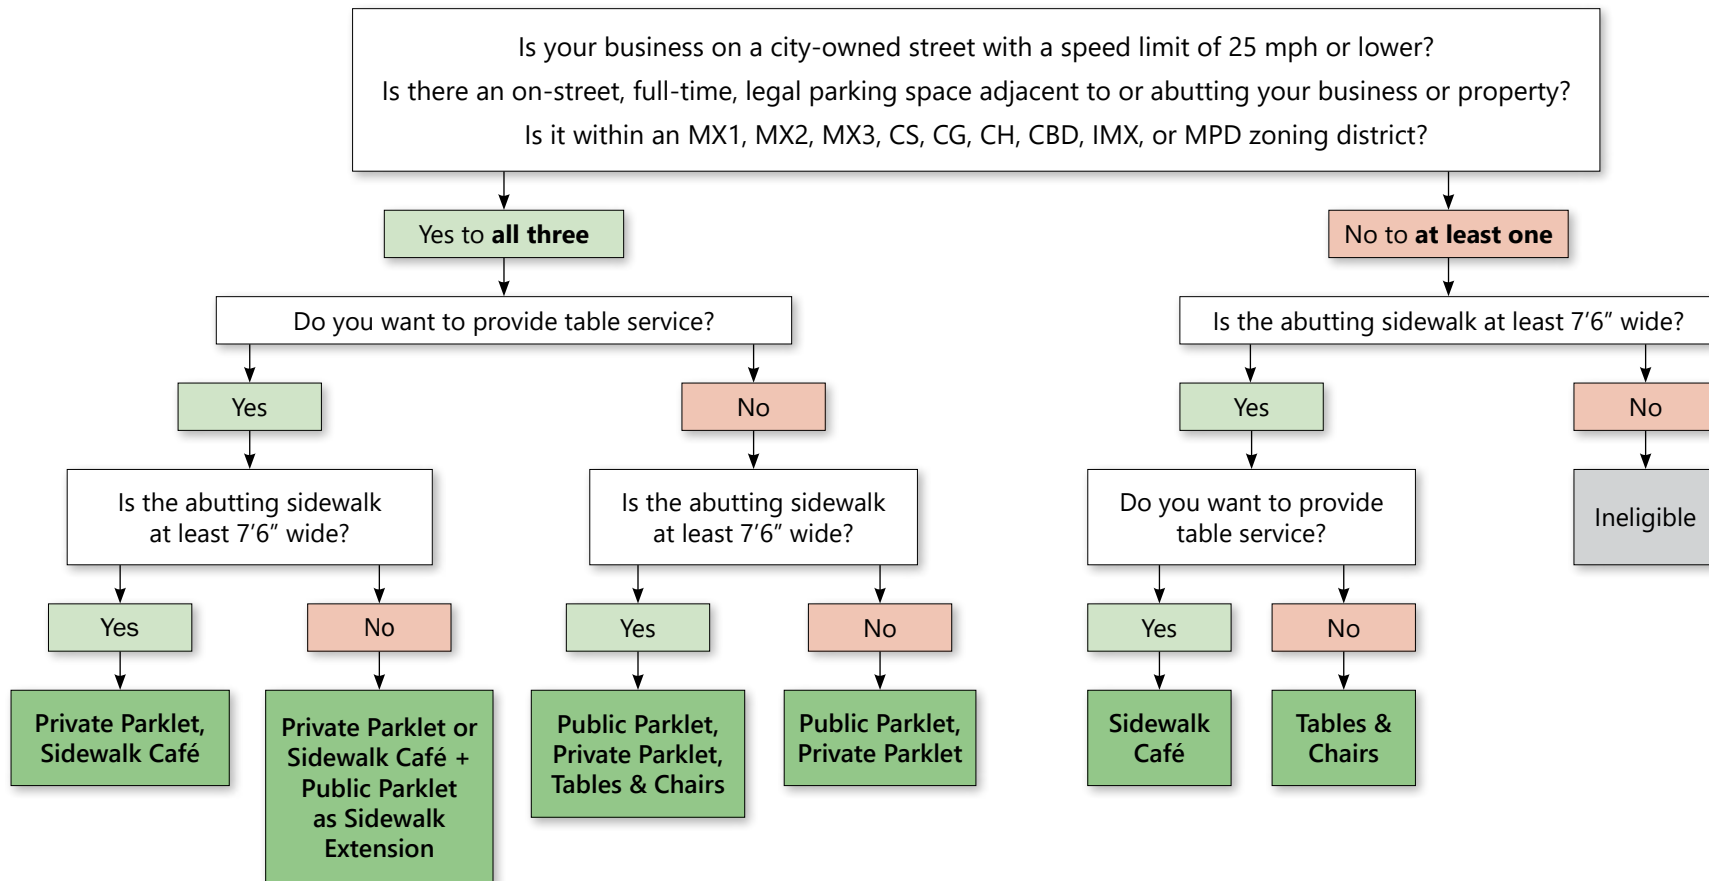 Is your business on a city-owned street with a speed limit of 25 mph or lower?
Is there an on-street, full-time, legal parking space adjacent to or abutting your business or property?
Is it within an MX1, MX2, MX3, CS, CG, CH, CBD, IMX, or MPD zoning district?
Yes to all three
No to at least one
Do you want to provide table service?
Is the abutting sidewalk at least 7’6” wide?
Yes
No
Yes
No
Is the abutting sidewalk
at least 7’6” wide?
Is the abutting sidewalk
at least 7’6” wide?
Do you want to provide
table service?
Ineligible
Yes
No
Yes
No
Yes
No
Private Parklet,
Sidewalk Café
Private Parklet or
Sidewalk Café +
Public Parklet
as Sidewalk
Extension
Public Parklet,
Private Parklet,
Tables & Chairs
Public Parklet,
Private Parklet
Sidewalk
Café
Tables &
Chairs